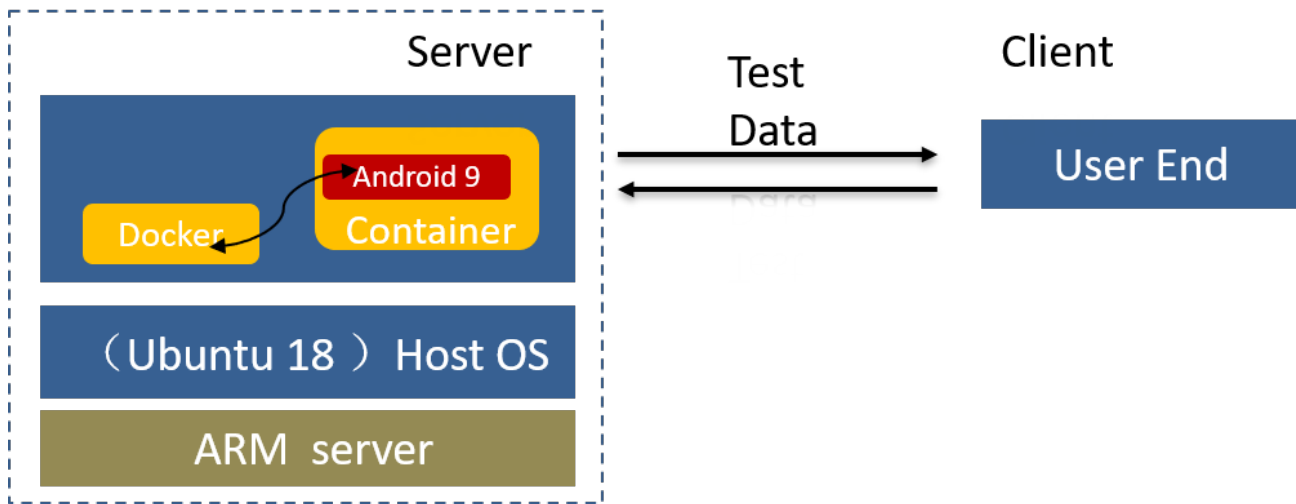 Server
Client
Test
Data
Android 9
Container
Docker
User End
（Ubuntu 18 ）Host OS
ARM server